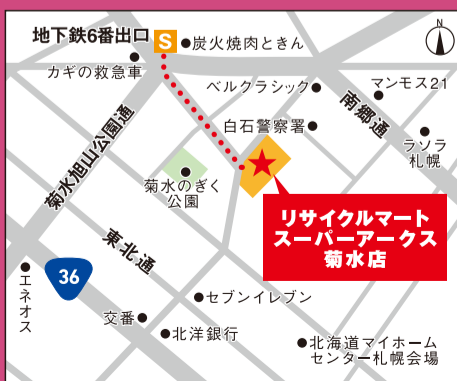 地下鉄6番出口
S
炭火焼肉ときん
N
カギの救急車
ベルクラシック
マンモス21
南郷通
白石警察署
ラソラ
札幌
菊水旭山公園通
菊水のぎく
公園
リサイクルマート
スーパーアークス
菊水店
東北通
36
エネオス
セブンイレブン
交番
北洋銀行
北海道マイホーム
センター札幌会場